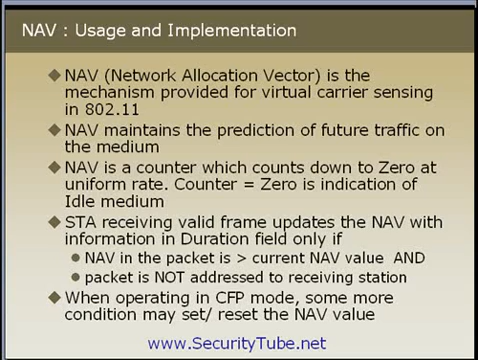 NAV : Usage and Implementation
NAV (Network Allocation Vector) is the
mechanism provided for virtual carrier sensing
in 802.11
NAV maintains the prediction of future traffic on
the medium
NAV is a counter which counts down to Zero at
uniform rate. Counter = Zero is indication of
Idle medium
STA receiving valid frame updates the NAV with
information in Duration field only if
NAV in the packet is > current NAV value AND
packet is NOT addressed to receiving station
When operating in CFP mode, some more
condition may set/ reset the NAV value
www.SecurityTube.net